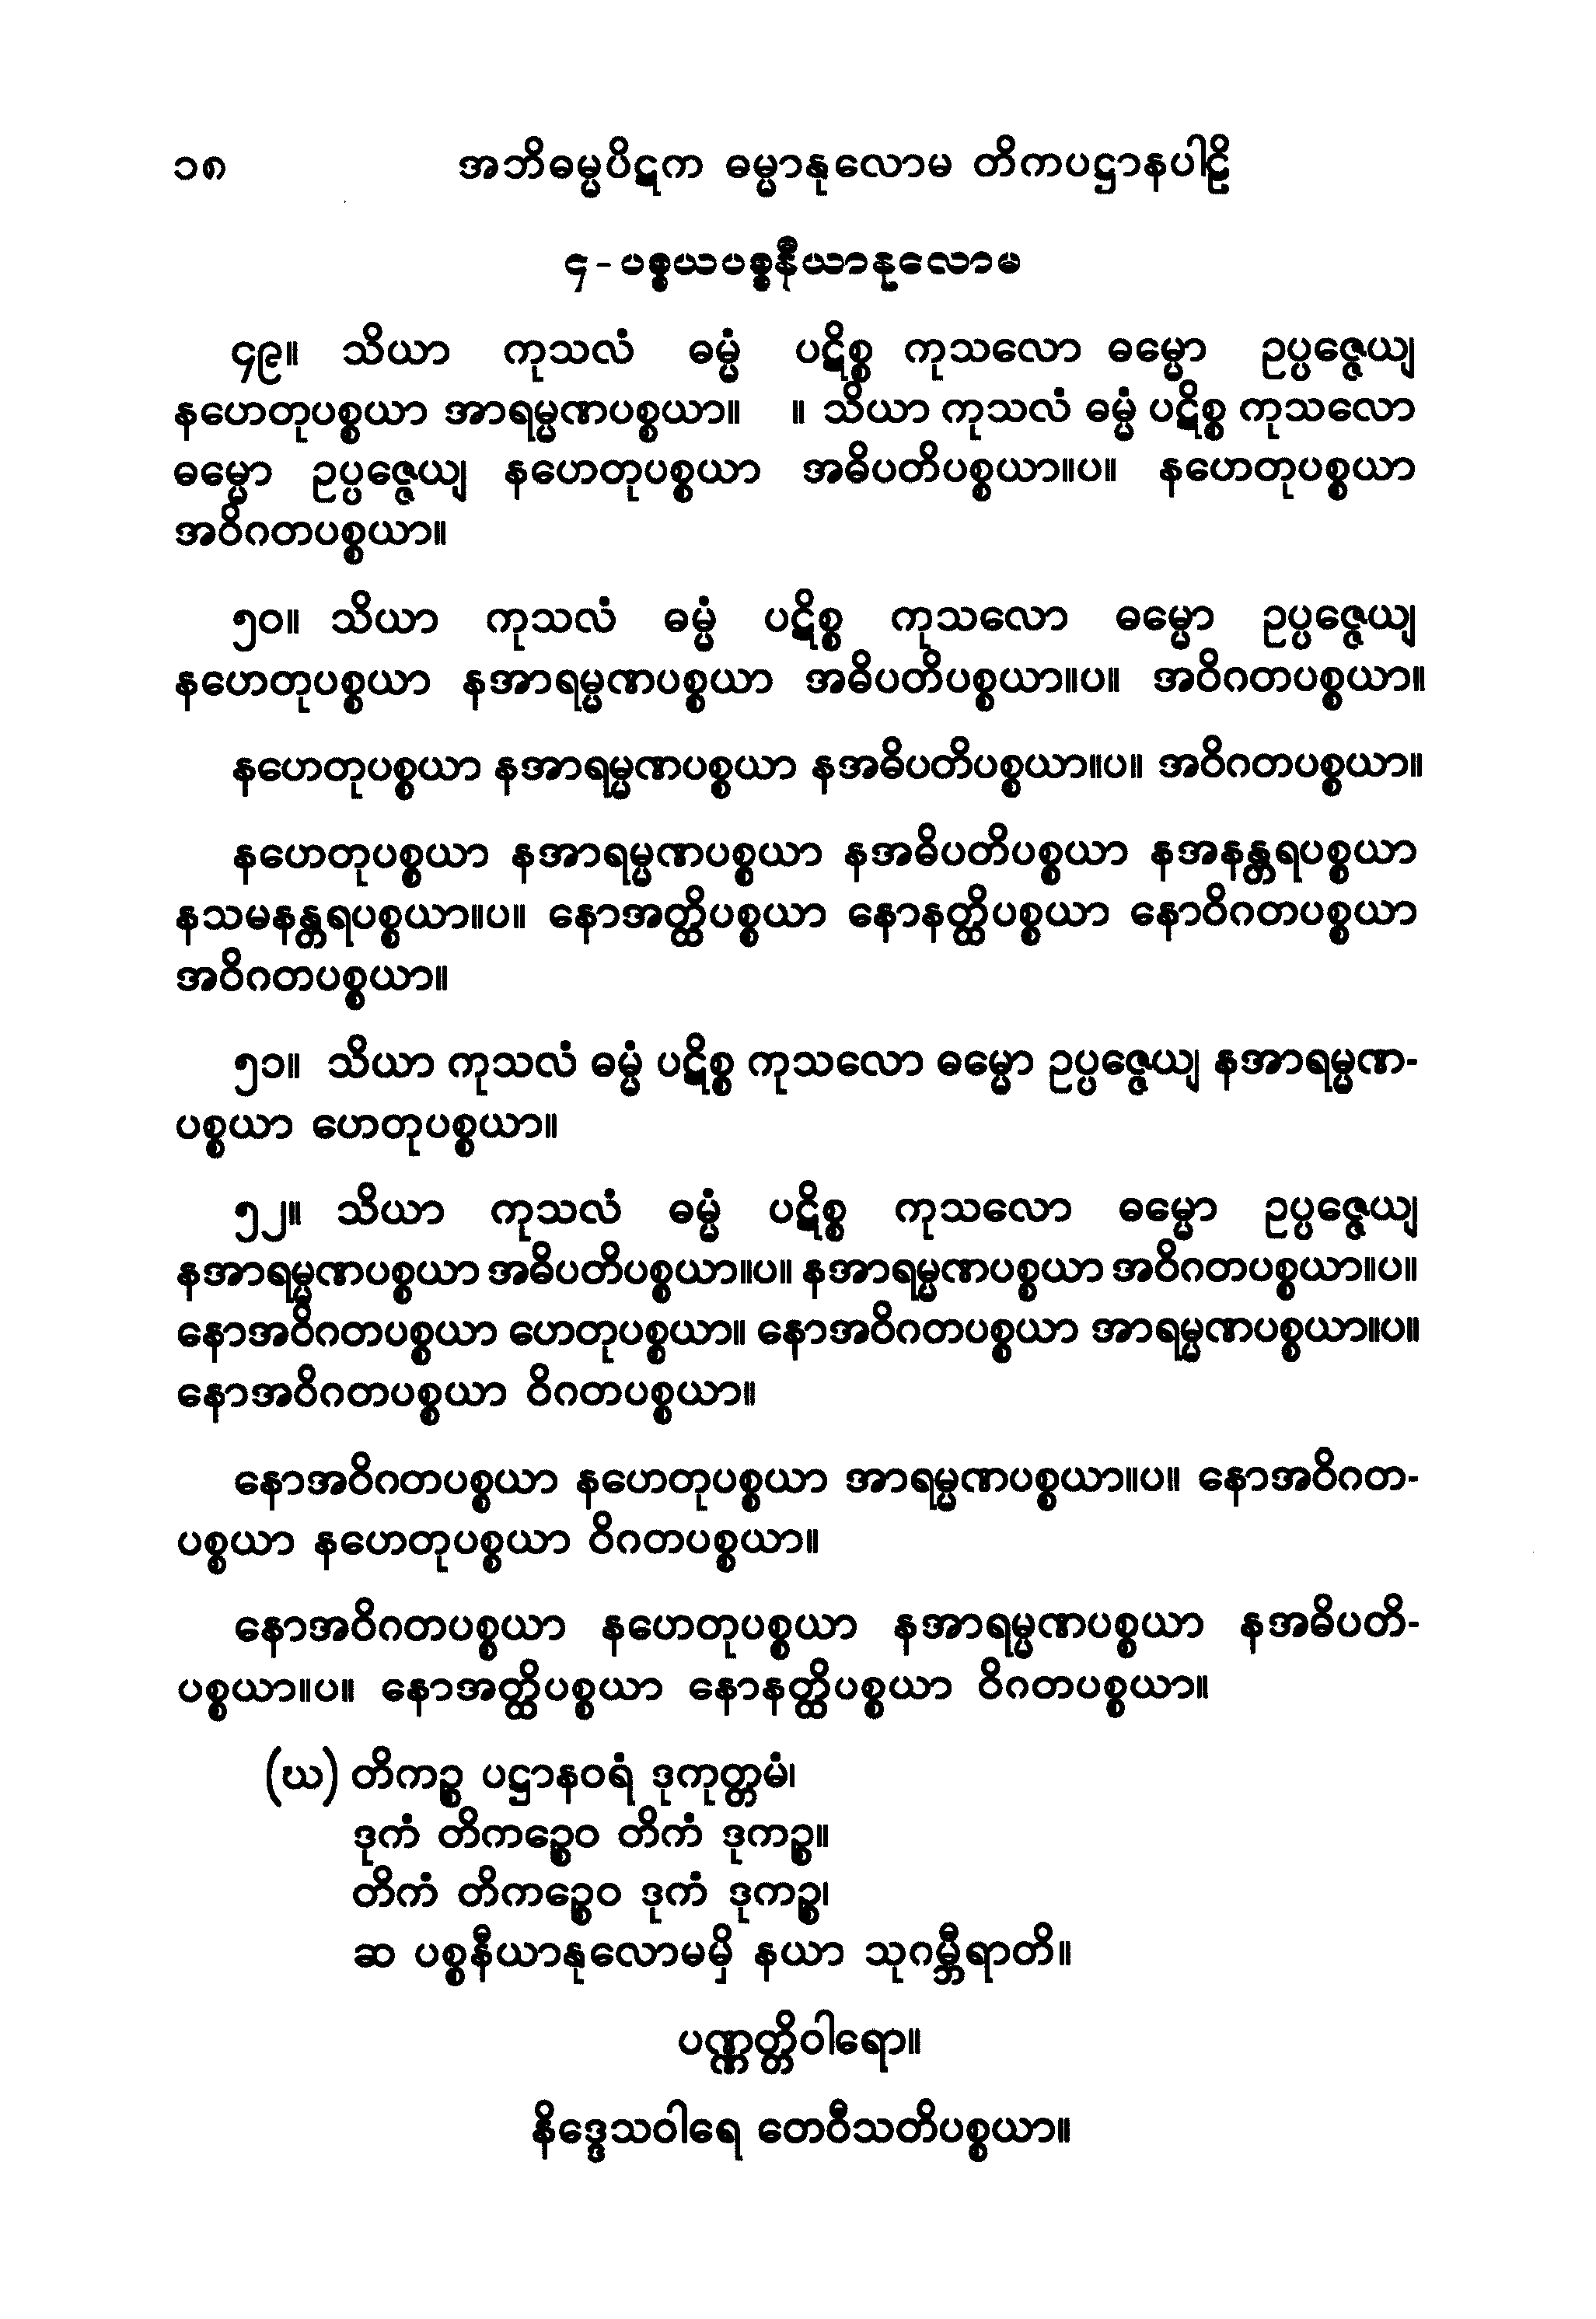 ၁၈ အဘိဓမ္မပိဋက ဓမ္မာနုလောမ တိကပဋ္ဌာနပါဠိ
၄-ပစ္စယပစ္စနီယာနုလောမ
၄၉။ သိယာ ကုသလံ ဓမ္မံ ပဋိစ္စ ကုသလော ဓမ္မော ဥပ္ပဇ္ဇေယျ
နဟေတုပစ္စယာ အာရမ္မဏပစ္စယာ။ ။ သိယာ ကုသလံ ဓမ္မံ ပဋိစ္စ ကုသလော
ဓမ္မော ဥပ္ပဇ္ဇေယျ နဟေတုပစ္စယာ အဓိပတိပစ္စယာ။ပ။ နဟေတုပစ္စယာ
အဝိဂတပစ္စယာ။
၅၀။ သိယာ ကုသလံ ဓမ္မံ ပဋိစ္စ ကုသလော ဓမ္မော ဥပ္ပဇ္ဇေယျ
နဟေတုပစ္စယာ နအာရမ္မဏပစ္စယာ အဓိပတိပစ္စယာ။ပ။ အဝိဂတပစ္စယာ။
နဟေတုပစ္စယာ နအာရမ္မဏပစ္စယာ နအဓိပတိပစ္စယာ။ပ။ အဝိဂတပစ္စယာ။
နဟေတုပစ္စယာ နအာရမ္မဏပစ္စယာ နအဓိပတိပစ္စယာ နအနန္တရပစ္စယာ
နသမနန္တရပစ္စယာ။ပ။ နောအတ္ထိပစ္စယာ နောနတ္ထိပစ္စယာ နောဝိဂတပစ္စယာ
အဝိဂတပစ္စယာ။
၅၁။ သိယာ ကုသလံ ဓမ္မံ ပဋိစ္စ ကုသလော ဓမ္မော ဥပ္ပဇ္ဇေယျ နအာရမ္မဏ-
ပစ္စယာ ဟေတုပစ္စယာ။
၅၂။ သိယာ ကုသလံ ဓမ္မံ ပဋိစ္စ ကုသလော ဓမ္မော ဥပ္ပဇ္ဇေယျ
နအာရမ္မဏပစ္စယာ အဓိပတိပစ္စယာ။ပ။ နအာရမ္မဏပစ္စယာ အဝိဂတပစ္စယာ။ပ။
နောအဝိဂတပစ္စယာ ဟေတုပစ္စယာ။ နောအဝိဂတပစ္စယာ အာရမ္မဏပစ္စယာ။ပ။
နောအဝိဂတပစ္စယာ ဝိဂတပစ္စယာ။
နောအဝိဂတပစ္စယာ နဟေတုပစ္စယာ အာရမ္မဏပစ္စယာ။ပ။ နောအဝိဂတ-
ပစ္စယာ နဟေတုပစ္စယာ ဝိဂတပစ္စယာ။
နောအဝိဂတပစ္စယာ နဟေတုပစ္စယာ နအာရမ္မဏပစ္စယာ နအဓိပတိ-
ပစ္စယာ။ပ။ နောအတ္ထိပစ္စယာ နောနတ္ထိပစ္စယာ ဝိဂတပစ္စယာ။
(ဃ) တိကဉ္စ ပဋ္ဌာနဝရံ ဒုကုတ္တမံ၊
ဒုကံ တိကဉ္စေဝ တိကံ ဒုကဉ္စ။
တိကံ တိကဉ္စေဝ ဒုကံ ဒုကဉ္စ၊
ဆ ပစ္စနီယာနုလောမမှိ နယာ သုဂမ္ဘီရာတိ။
ပဏ္ဏတ္တိဝါရော။
နိဒ္ဒေသဝါရေ တေဝီသတိပစ္စယာ။